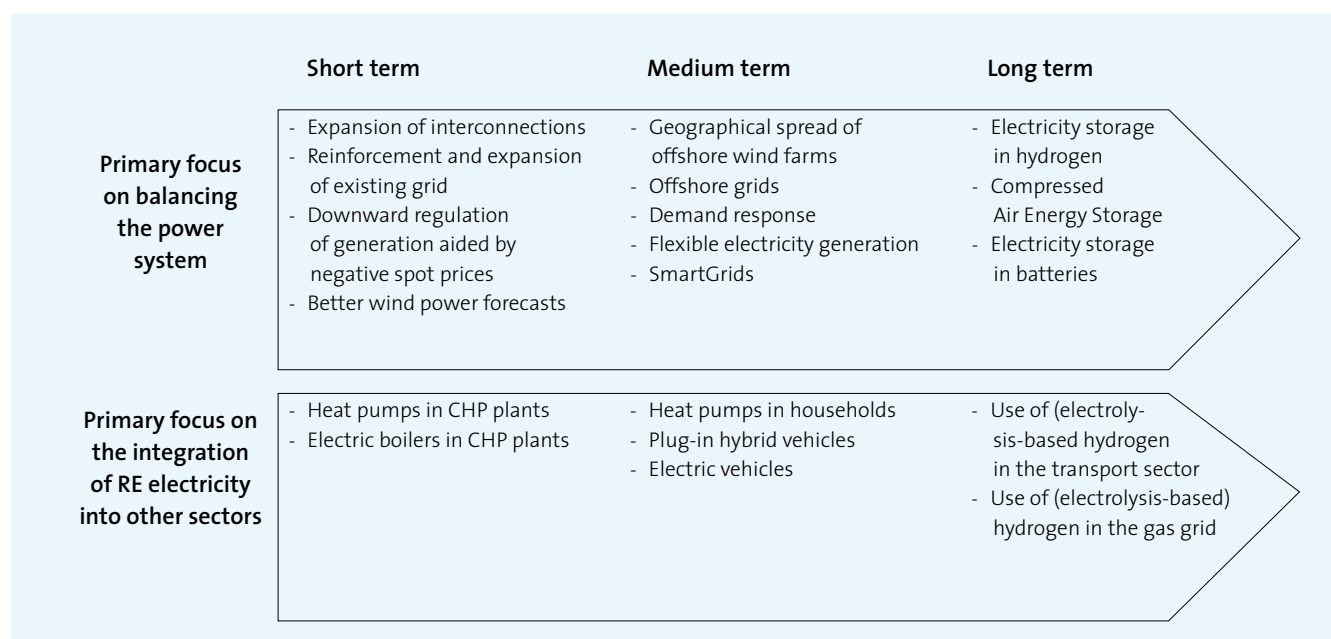 Short term
Medium term
Long term
Primary focus
on balancing
the power
system
- Expansion of interconnections
- Reinforcement and expansion
of existing grid
- Downward regulation
of generation aided by
negative spot prices
- Better wind power forecasts
- Geographical spread of
offshore wind farms
- Offshore grids
- Demand response
- Flexible electricity generation
- SmartGrids
- Electricity storage
in hydrogen
- Compressed
Air Energy Storage
- Electricity storage
in batteries
Primary focus on
the integration
of RE electricity
into other sectors
- Heat pumps in CHP plants
- Electric boilers in CHP plants
- Heat pumps in households
- Plug-in hybrid vehicles
- Electric vehicles
- Use of (electroly-
sis-based hydrogen
in the transport sector
- Use of (electrolysis-based)
hydrogen in the gas grid